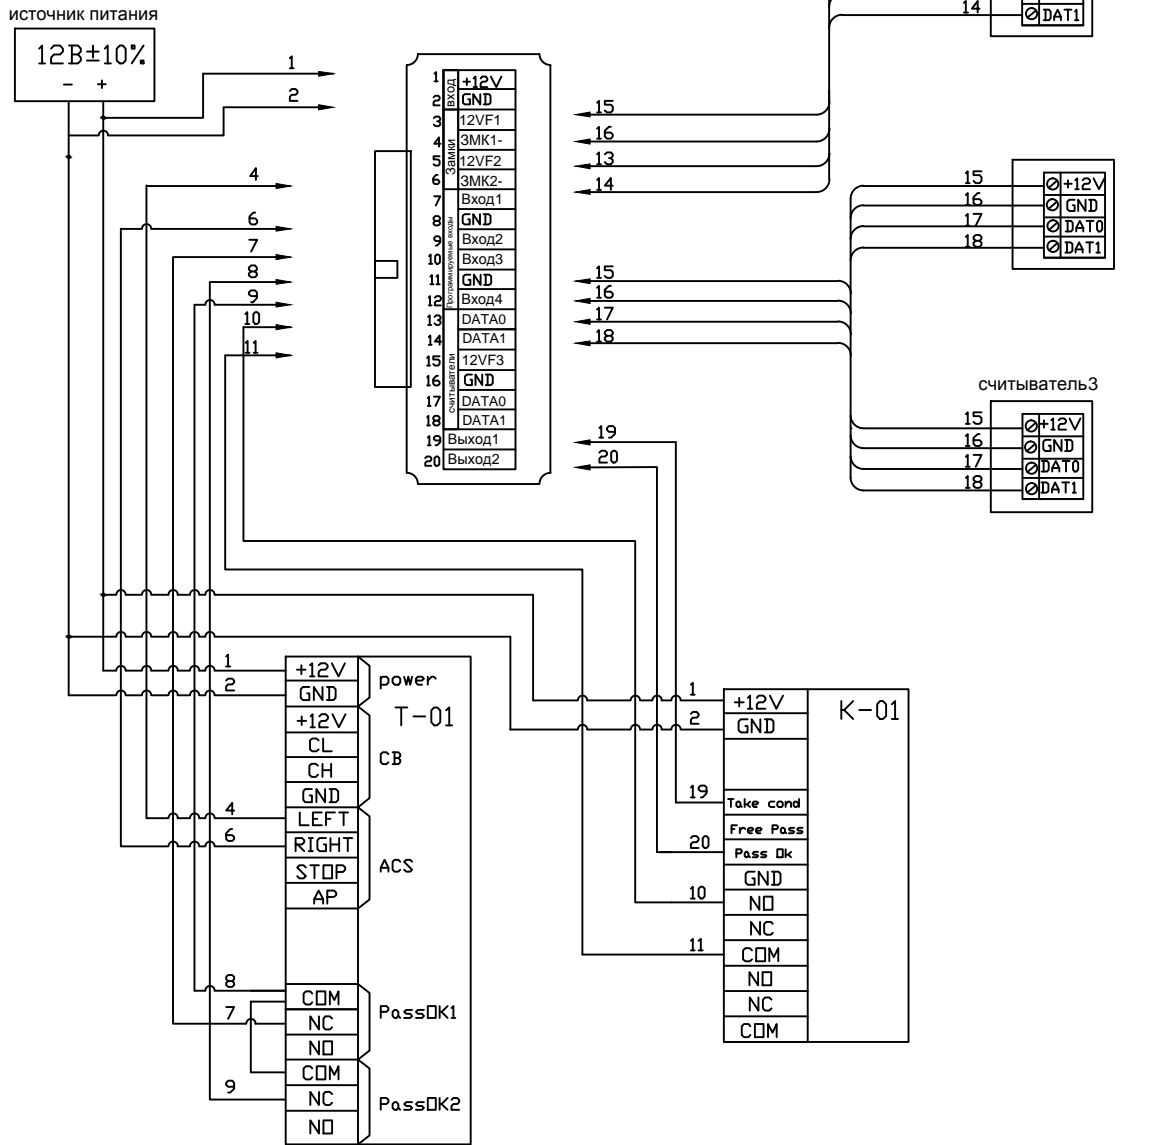 источник питания
12В±10%
- +
1
2
4
6
7
8
9
10
11
1 +12V
2 GND
3 12VF1
4 ЗМК1-
5 12VF2
6 ЗМК2-
7 Вход1
8 GND
9 Вход2
10 Вход3
11 GND
12 Вход4
13 DATA0
14 DATA1
15 12VF3
16 GND
17 DATA0
18 DATA1
19 Выход1
20 Выход2
вход
Замки
Программируемые входы
считыватели
14 DAT1
15
16
13
14
15 +12V
16 GND
17 DAT0
18 DAT1
15
16
17
18
считыватель3
15 +12V
16 GND
17 DAT0
18 DAT1
19
20
1 +12V
2 GND
power
T-01
+12V
CL
CH
GND
CB
4 LEFT
6 RIGHT
STOP
AP
ACS
8 COM
7 NC
NO
PassOK1
COM
9 NC
NO
PassOK2
K-01
1 +12V
2 GND
19 Take cond
Free Pass
20 Pass Ok
GND
10 NO
NC
11 COM
NO
NC
COM